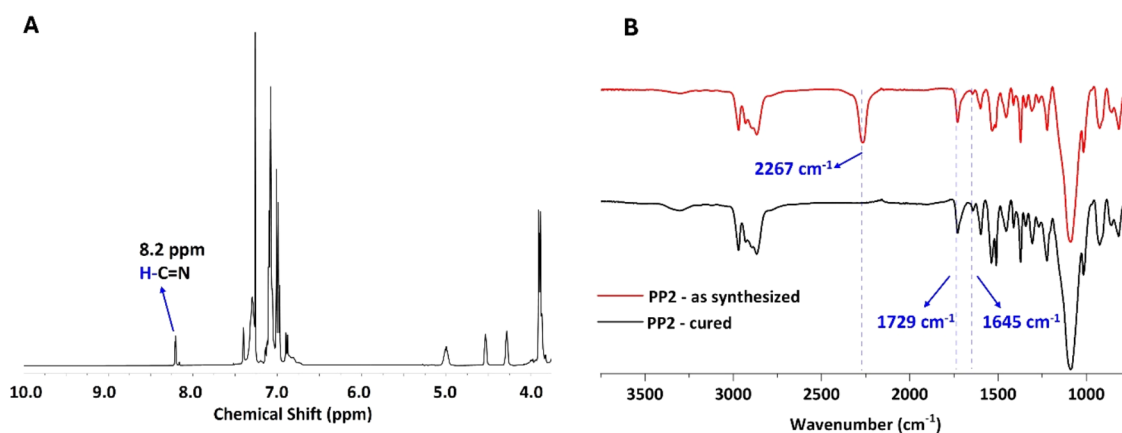 A
8.2 ppm
H-C=N
10.0 9.0 8.0 7.0 6.0 5.0 4.0
Chemical Shift (ppm)
B
2267 cm⁻¹
PP2 - as synthesized
PP2 - cured
1729 cm⁻¹
1645 cm⁻¹
3500 3000 2500 2000 1500 1000
Wavenumber (cm⁻¹)